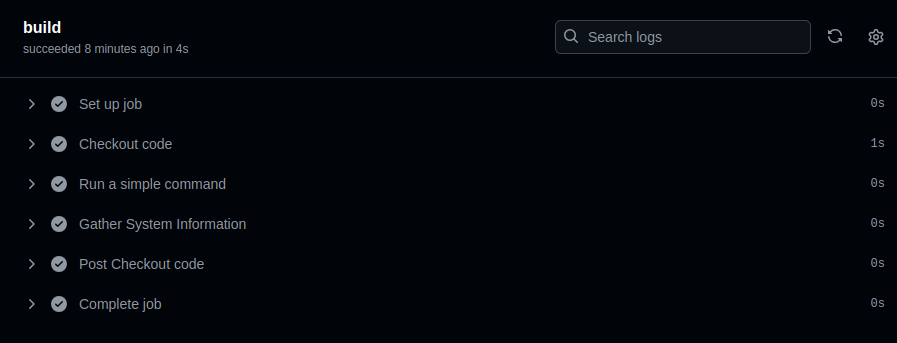 build
succeeded 8 minutes ago in 4s
Search logs
Set up job 0s
Checkout code 1s
Run a simple command 0s
Gather System Information 0s
Post Checkout code 0s
Complete job 0s